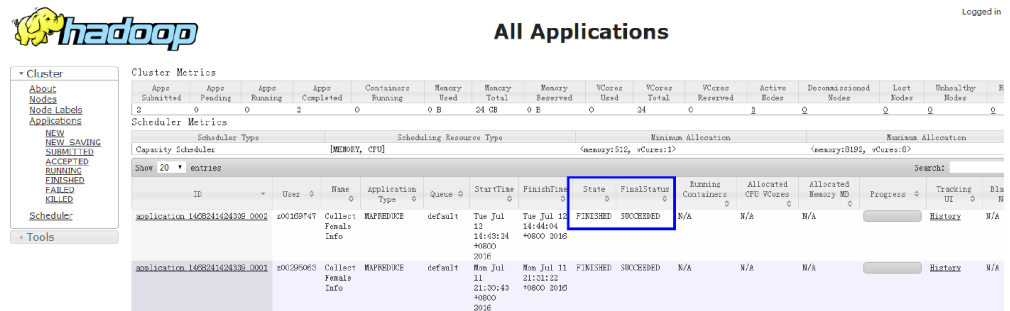 Logged in
hadoop
All Applications
Cluster
About
Nodes
Node Labels
Applications
NEW
NEW_SAVING
SUBMITTED
ACCEPTED
RUNNING
FINISHED
FAILED
KILLED
Scheduler
Tools
Cluster Metrics
Apps Submitted Apps Pending Apps Running Apps Completed Containers Running Memory Used Memory Total Memory Reserved VCores Used VCores Total VCores Reserved Active Nodes Decommissioned Nodes Lost Nodes Unhealthy Nodes R
2 0 0 2 0 0 B 24 GB 0 B 0 24 0 3 0 0 0
Scheduler Metrics
Scheduler Type Scheduling Resource Type Minimum Allocation Maximum Allocation
Capacity Scheduler [MEMORY, CPU] <memory:512, vCores:1> <memory:8192, vCores:8>
Show 20 entries Search:
ID User Name Application Type Queue StartTime FinishTime State FinalStatus Running Containers Allocated CPU VCores Allocated Memory MB Progress Tracking UI Bla
application_1468241424339_0002 z00169747 Collect MAPREDUCE default Tue Jul Tue Jul 12 FINISHED SUCCEEDED N/A N/A N/A History N/A
Female 12 14:44:04
Info 14:43:24 +0800 2016
+0800
2016
application_1468241424339_0001 z00295063 Collect MAPREDUCE default Mon Jul Mon Jul 11 FINISHED SUCCEEDED N/A N/A N/A History N/A
Female 11 21:31:22
Info 21:30:43 +0800 2016
+0800
2016